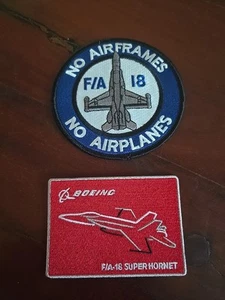 NO AIRFRAMES
F/A 18
NO AIRPLANES
BOEING
F/A-18 SUPER HORNET